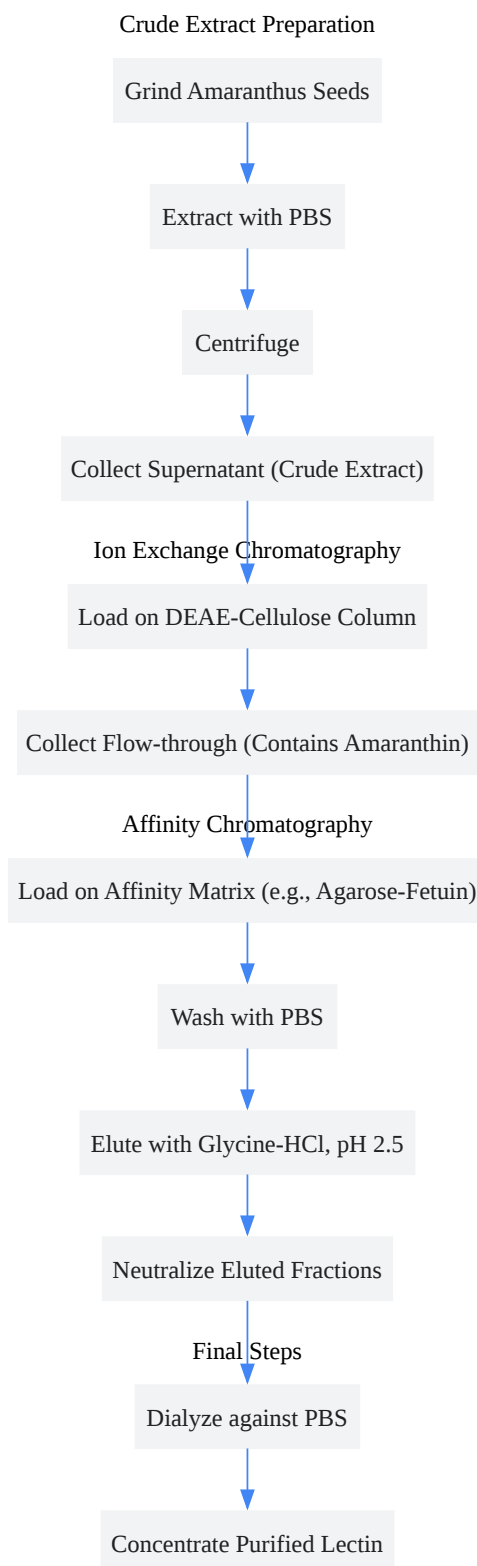 Crude Extract Preparation
Grind Amaranthus Seeds
Extract with PBS
Centrifuge
Collect Supernatant (Crude Extract)
Ion Exchange Chromatography
Load on DEAE-Cellulose Column
Collect Flow-through (Contains Amaranthin)
Affinity Chromatography
Load on Affinity Matrix (e.g., Agarose-Fetuin)
Wash with PBS
Elute with Glycine-HCl, pH 2.5
Neutralize Eluted Fractions
Final Steps
Dialyze against PBS
Concentrate Purified Lectin